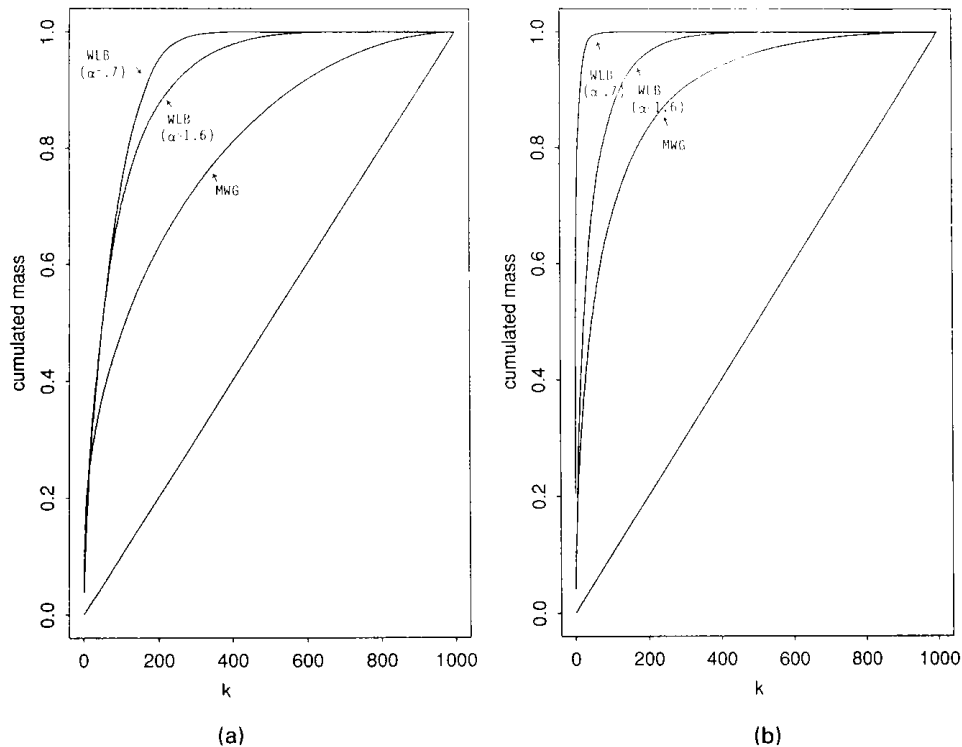 cumulated mass
1.0
0.8
0.6
0.4
0.2
0.0
WLB
(α=.7)
WLB
(α=1.6)
MWG
0 200 400 600 800 1000
k
(a)
cumulated mass
1.0
0.8
0.6
0.4
0.2
0.0
WLB
(α .7)
WLB
(α=1.6)
MWG
0 200 400 600 800 1000
k
(b)